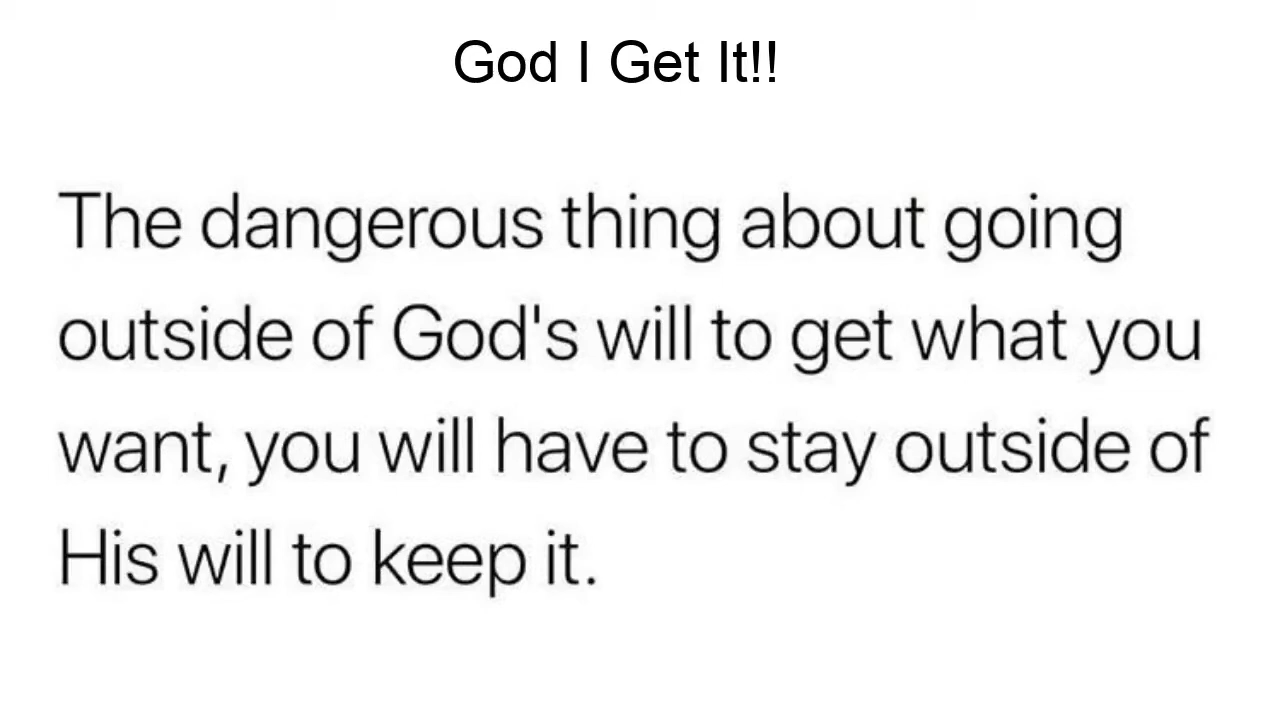 God I Get It!!
The dangerous thing about going
outside of God's will to get what you
want, you will have to stay outside of
His will to keep it.